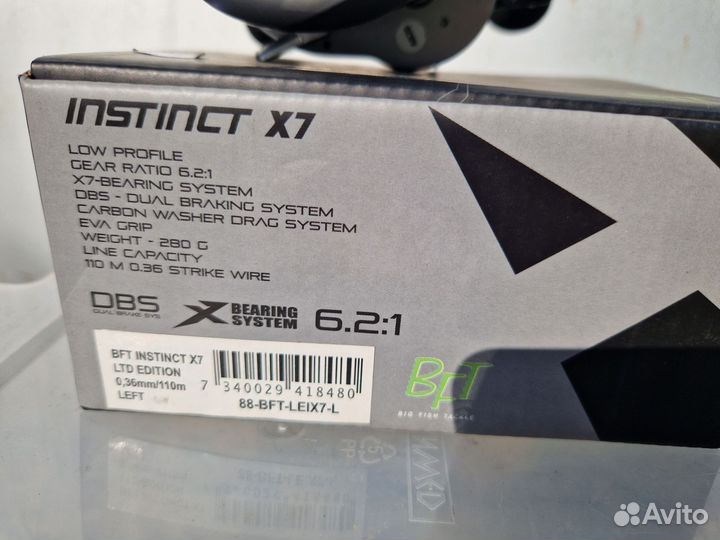 INSTINCT X7
LOW PROFILE
GEAR RATIO 6.2:1
X7-BEARING SYSTEM
DBS - DUAL BRAKING SYSTEM
CARBON WASHER DRAG SYSTEM
EVA GRIP
WEIGHT - 280 G
LINE CAPACITY
110 M 0.36 STRIKE WIRE
DBS
DUAL BRAKE SYS
X BEARING SYSTEM 6.2:1
BFT INSTINCT X7
LTD EDITION
0,36mm/110m
LEFT
7 340029 418480
88-BFT-LEIX7-L
BFT
BIG FISH TACKLE
Avito